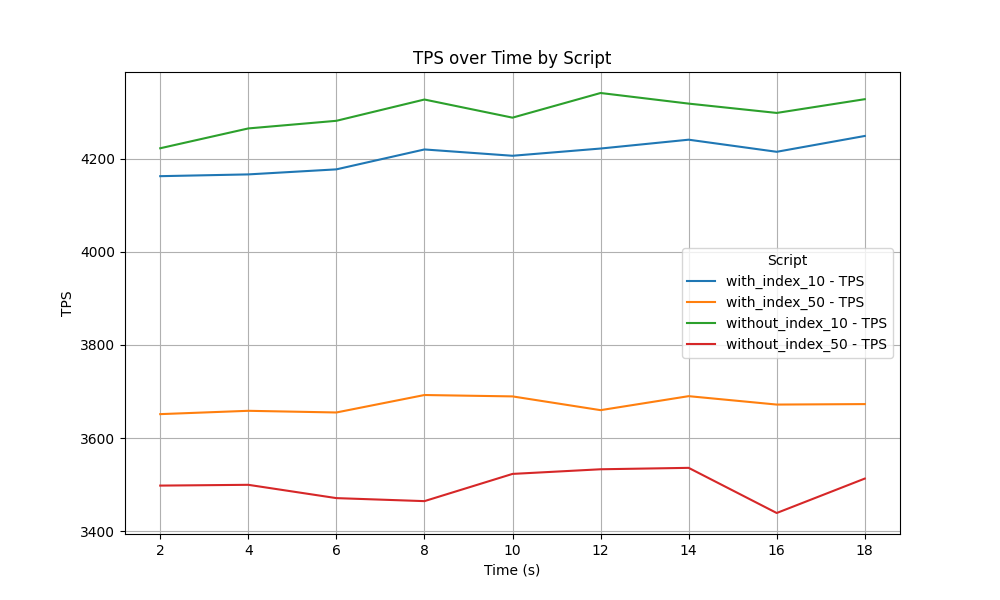 TPS over Time by Script
TPS
4200
4000
3800
3600
3400
Script
with_index_10 - TPS
with_index_50 - TPS
without_index_10 - TPS
without_index_50 - TPS
2 4 6 8 10 12 14 16 18
Time (s)